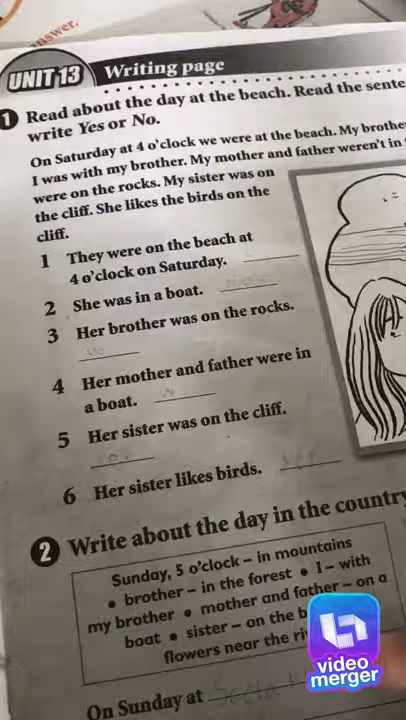 nswer.
UNIT 13 Writing page
1 Read about the day at the beach. Read the sente
write Yes or No.
On Saturday at 4 o'clock we were at the beach. My brothe
I was with my brother. My mother and father weren't in
were on the rocks. My sister was on
the cliff. She likes the birds on the
cliff.
1 They were on the beach at
4 o'clock on Saturday.
2 She was in a boat.
3 Her brother was on the rocks.
No
4 Her mother and father were in
a boat.
5 Her sister was on the cliff.
6 Her sister likes birds.
2 Write about the day in the country
Sunday, 5 o'clock – in mountains
• brother – in the forest • I – with
my brother • mother and father – on a
boat • sister – on the b
flowers near the ri
On Sunday at
video
merger